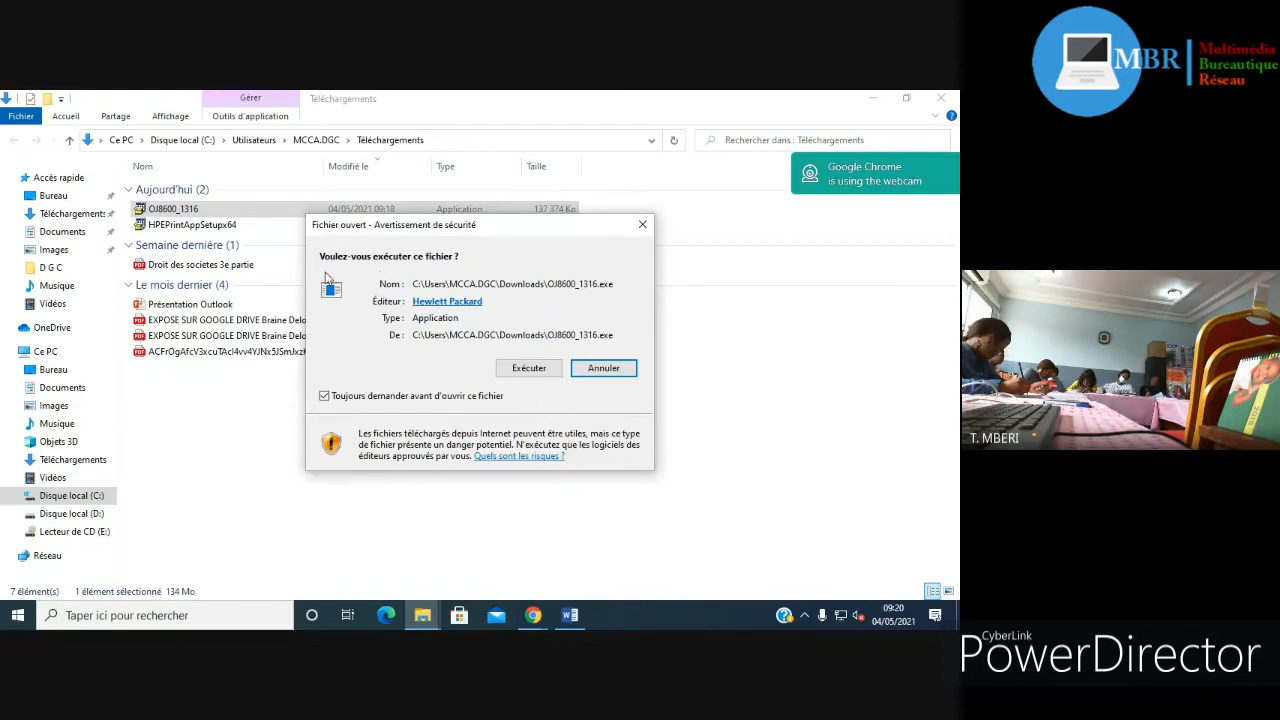 MBR
Multimédia
Bureautique
Réseau
Gérer
Téléchargements
Fichier
Accueil
Partage
Affichage
Outils d'application
Ce PC > Disque local (C:) > Utilisateurs > MCCA.DGC > Téléchargements
Rechercher dans : Téléchargements
Google Chrome
is using the webcam
Nom
Modifié le
Type
Taille
Accès rapide
Bureau
Téléchargements
Documents
Images
D G C
Musique
Vidéos
OneDrive
Ce PC
Bureau
Documents
Images
Musique
Objets 3D
Téléchargements
Vidéos
Disque local (C:)
Disque local (D:)
Lecteur de CD (E:)
Réseau
Aujourd'hui (2)
OJ8600_1316 04/05/2021 09:18 Application 137 374 Ko
HPEPrintAppSetupx64
Semaine dernière (1)
Droit des societes 3e partie
Le mois dernier (4)
Présentation Outlook
EXPOSE SUR GOOGLE DRIVE Braine Delo
EXPOSE SUR GOOGLE DRIVE Braine Delo
Fichier ouvert - Avertissement de sécurité
Voulez-vous exécuter ce fichier ?
Nom : C:\Users\MCCA.DGC\Downloads\OJ8600_1316.exe
Éditeur : Hewlett Packard
Type : Application
De : C:\Users\MCCA.DGC\Downloads\OJ8600_1316.exe
Exécuter
Annuler
Toujours demander avant d'ouvrir ce fichier
Les fichiers téléchargés depuis Internet peuvent être utiles, mais ce type
de fichier présente un danger potentiel. N'exécutez que les logiciels des
éditeurs approuvés par vous. Quels sont les risques ?
7 élément(s)
1 élément sélectionné 134 Mo
Taper ici pour rechercher
09:20
04/05/2021
T. MBERI
CyberLink
PowerDirector